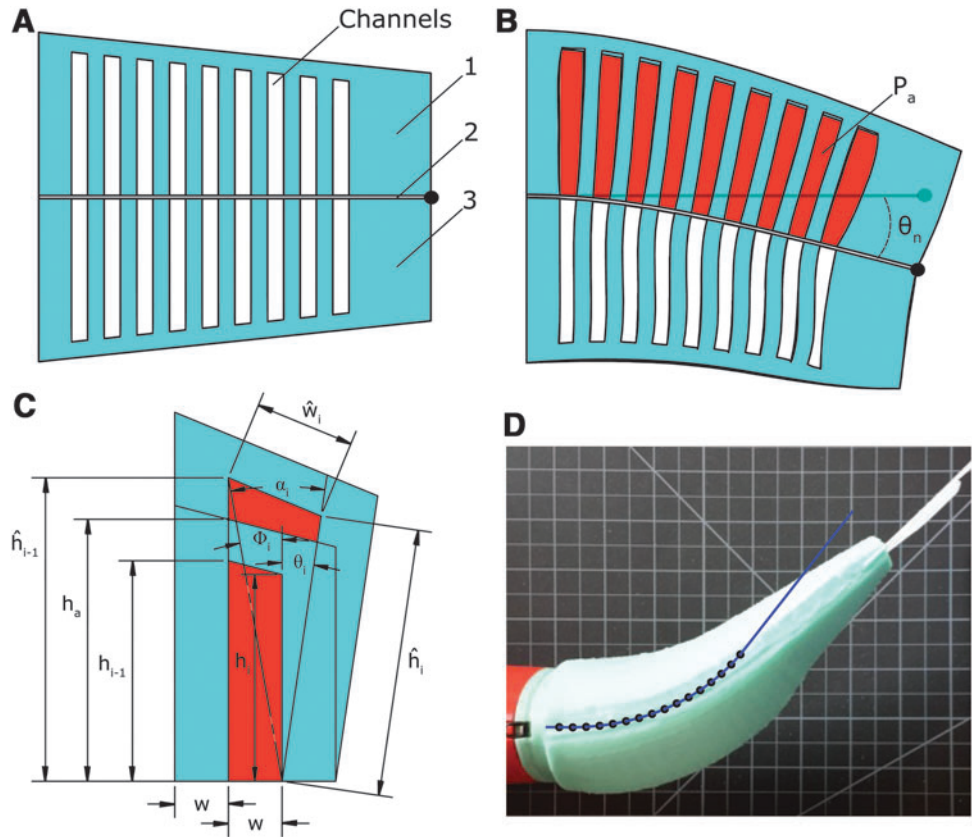 A
Channels
1
2
3
B
Pₐ
θₙ
C
ŵᵢ
αᵢ
ĥᵢ₋₁
hₐ
hᵢ₋₁
Φᵢ
θᵢ
hᵢ
ĥᵢ
w
w
D